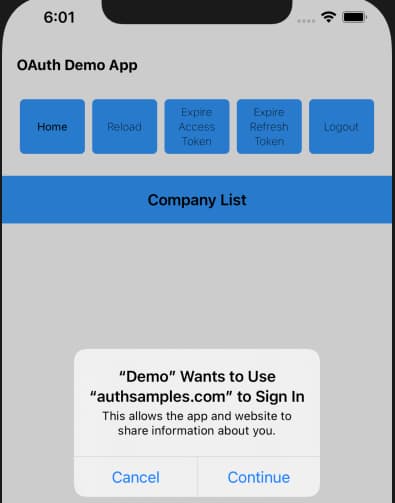 6:01
OAuth Demo App
Home
Reload
Expire
Access
Token
Expire
Refresh
Token
Logout
Company List
“Demo” Wants to Use
“authsamples.com” to Sign In
This allows the app and website to
share information about you.
Cancel
Continue